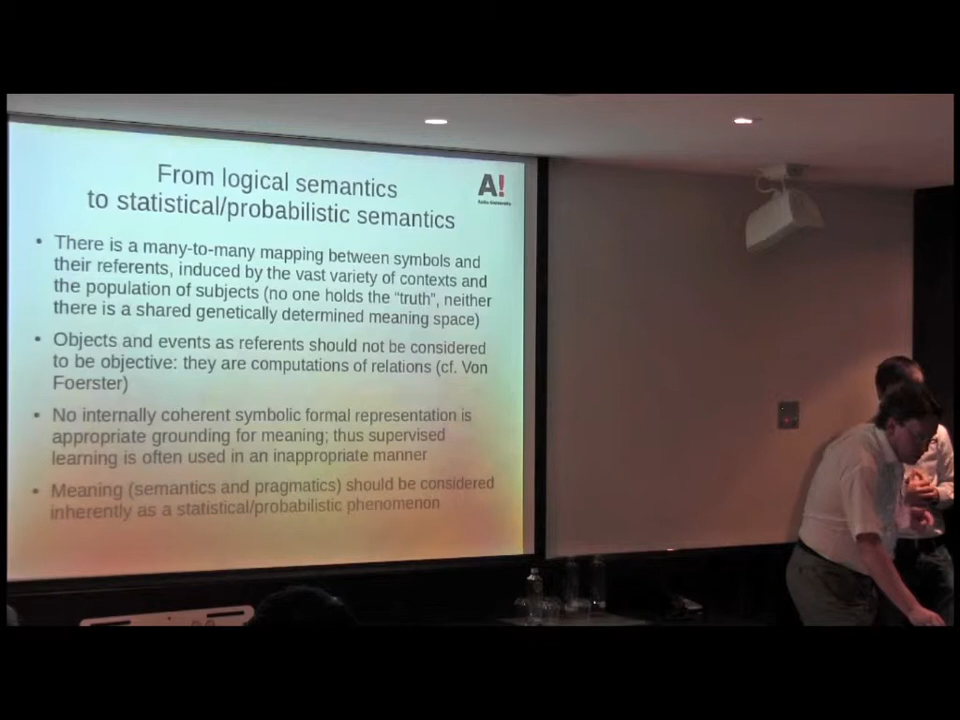 From logical semantics
to statistical/probabilistic semantics
A!
Aalto University
• There is a many-to-many mapping between symbols and
their referents, induced by the vast variety of contexts and
the population of subjects (no one holds the “truth”, neither
there is a shared genetically determined meaning space)
• Objects and events as referents should not be considered
to be objective: they are computations of relations (cf. Von
Foerster)
• No internally coherent symbolic formal representation is
appropriate grounding for meaning; thus supervised
learning is often used in an inappropriate manner
• Meaning (semantics and pragmatics) should be considered
inherently as a statistical/probabilistic phenomenon